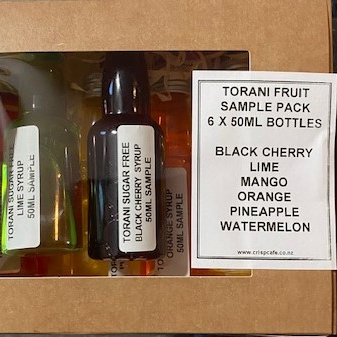 TORANI SUGAR FREE
LIME SYRUP
50ML SAMPLE
TORANI SUGAR FREE
BLACK CHERRY SYRUP
50ML SAMPLE
ORANGE SYRUP
50ML SAMPLE
TORANI FRUIT
SAMPLE PACK
6 X 50ML BOTTLES
BLACK CHERRY
LIME
MANGO
ORANGE
PINEAPPLE
WATERMELON
www.crispcafe.co.nz